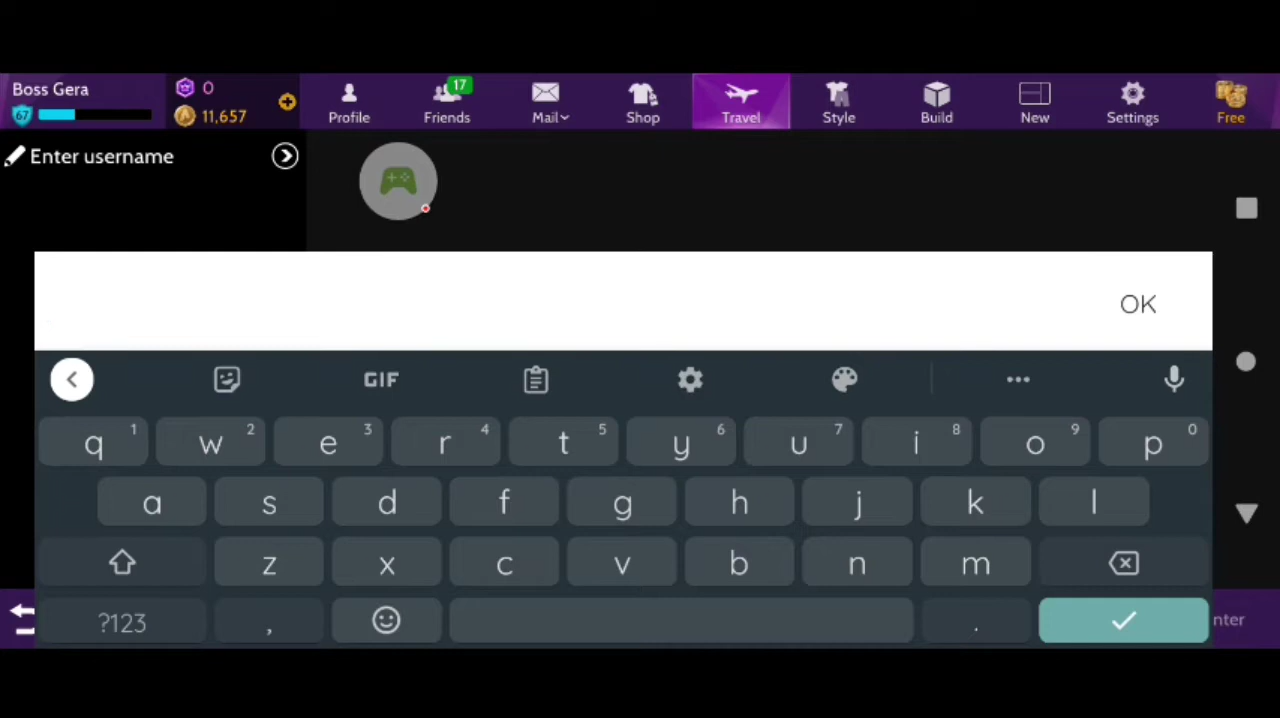 Boss Gera
67
0
11,657
Profile
17
Friends
Mail
Shop
Travel
Style
Build
New
Settings
Free
Enter username
OK
GIF
q 1 w 2 e 3 r 4 t 5 y 6 u 7 i 8 o 9 p 0
a s d f g h j k l
z x c v b n m
?123 , .
nter